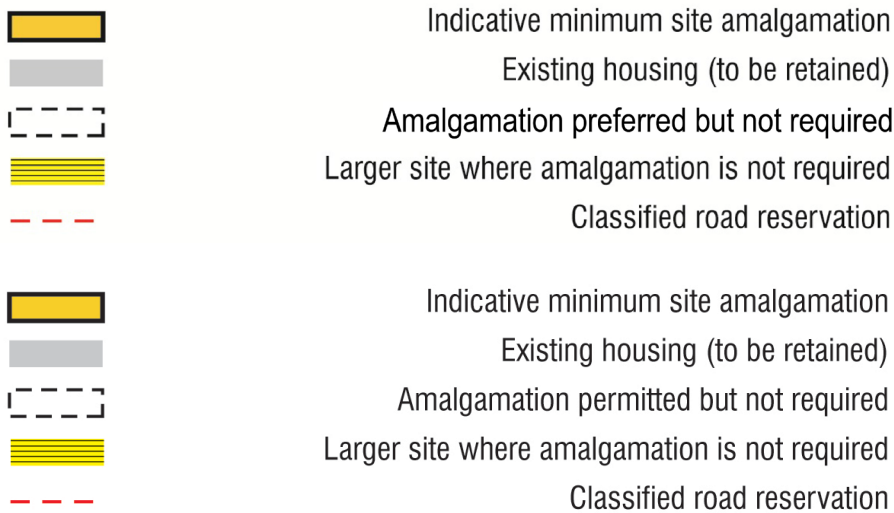 Indicative minimum site amalgamation
Existing housing (to be retained)
Amalgamation preferred but not required
Larger site where amalgamation is not required
Classified road reservation
Indicative minimum site amalgamation
Existing housing (to be retained)
Amalgamation permitted but not required
Larger site where amalgamation is not required
Classified road reservation